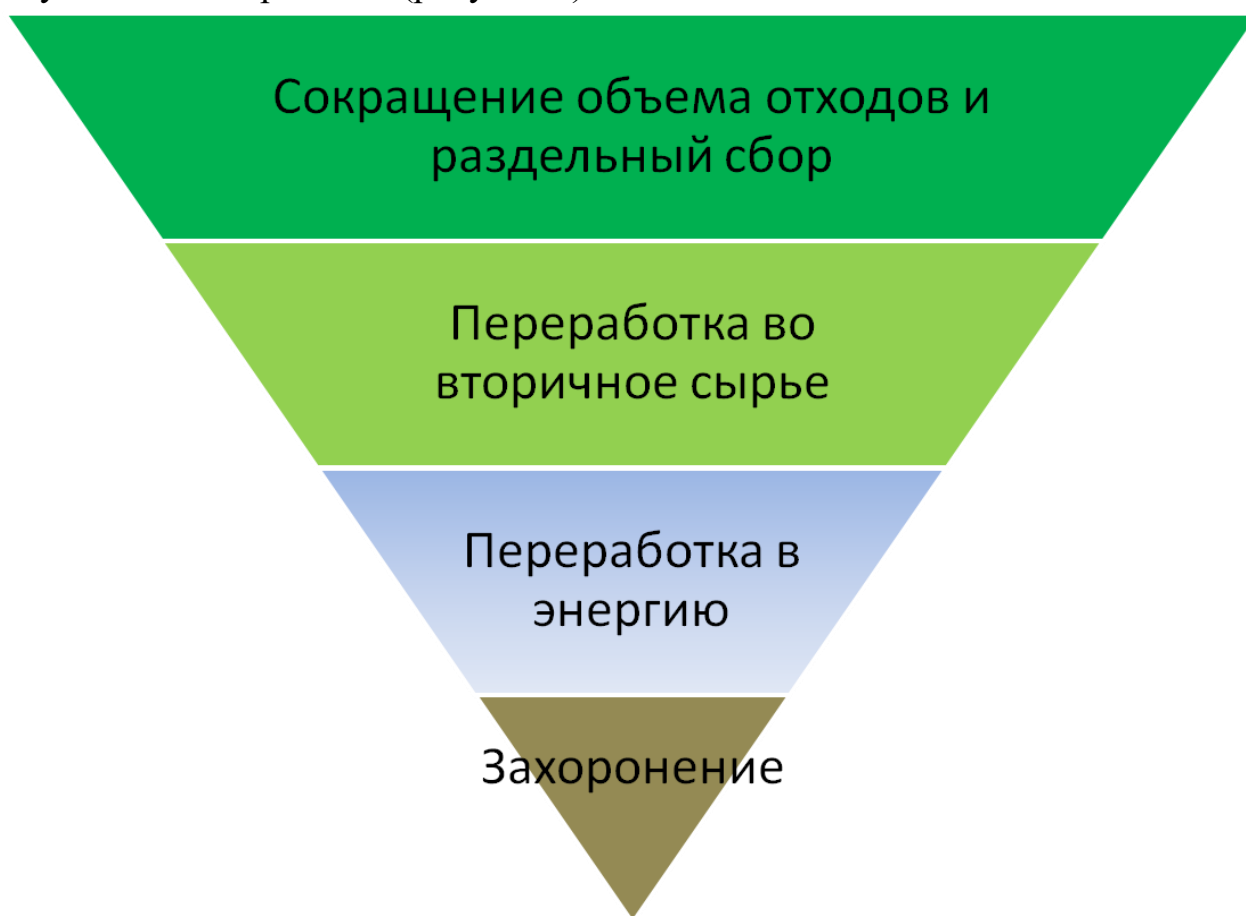 Сокращение объема отходов и
раздельный сбор
Переработка во
вторичное сырье
Переработка в
энергию
Захоронение